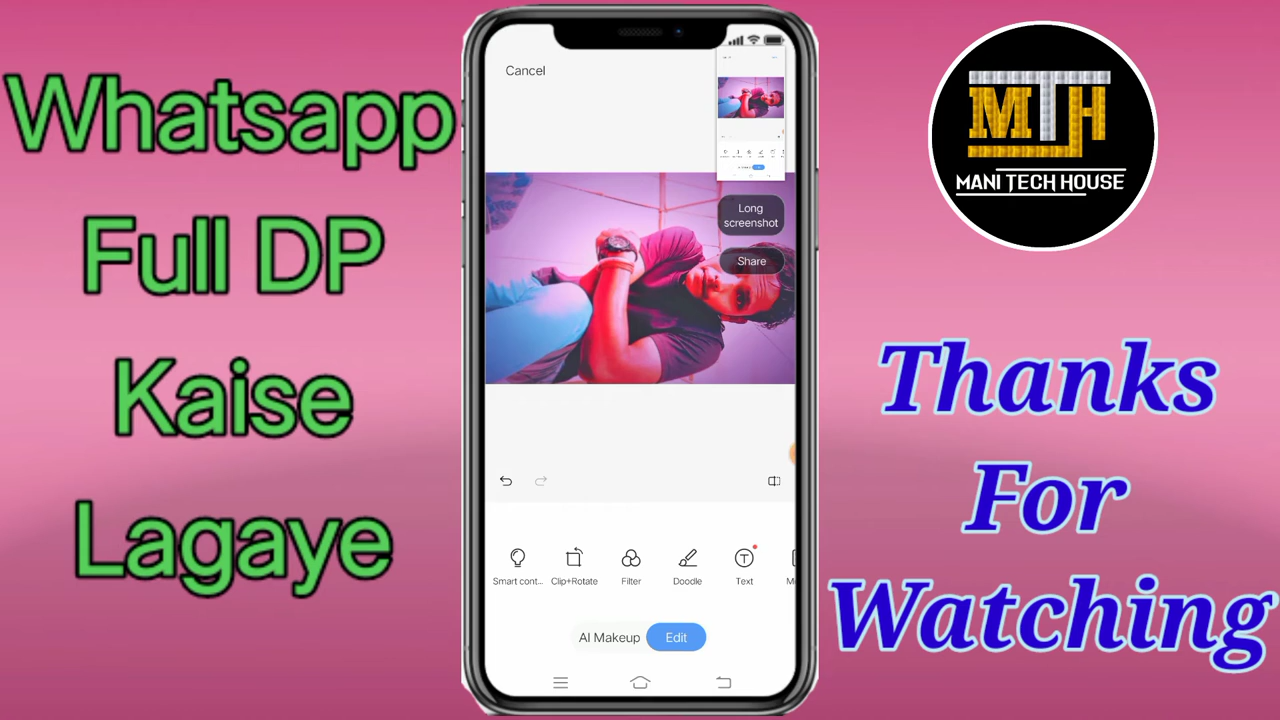 Whatsapp
Full DP
Kaise
Lagaye
Cancel
Long
screenshot
Share
Smart cont...
Clip+Rotate
Filter
Doodle
Text
AI Makeup
Edit
MTH
MANI TECH HOUSE
Thanks
For
Watching